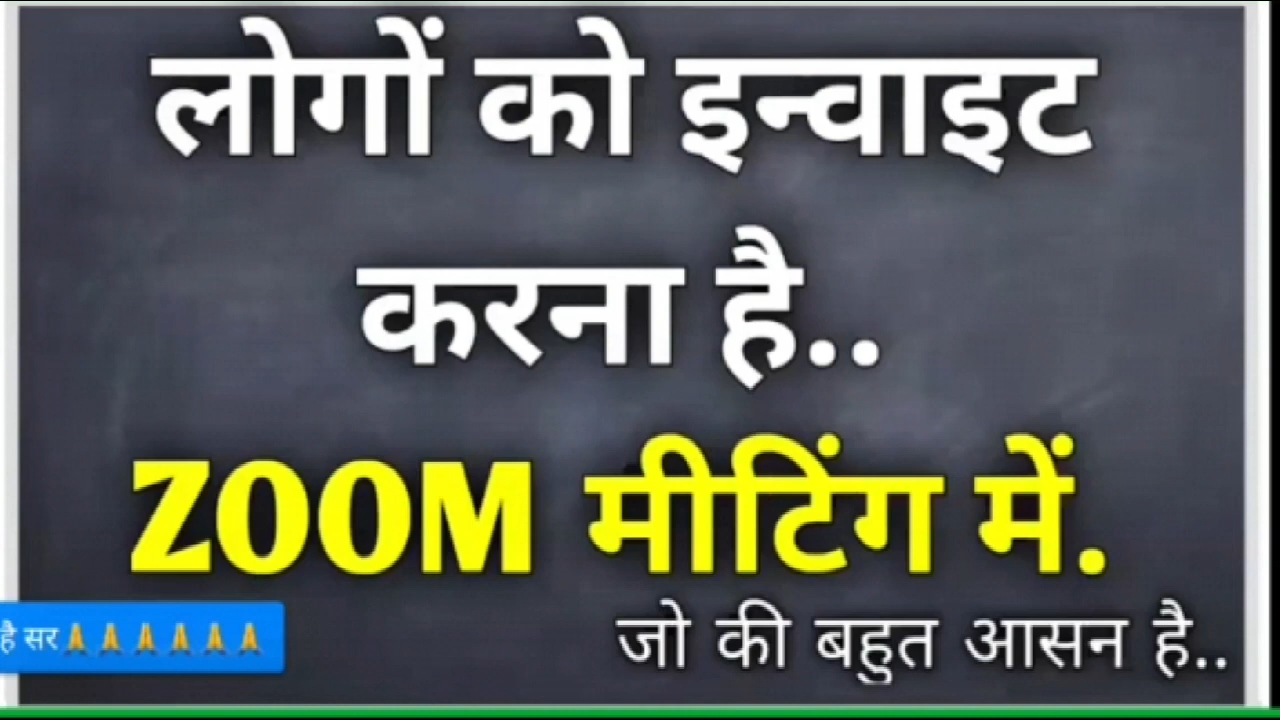 लोगों को इन्वाइट
करना है..
ZOOM मीटिंग में.
है सर🙏🙏🙏🙏🙏🙏
जो की बहुत आसन है..